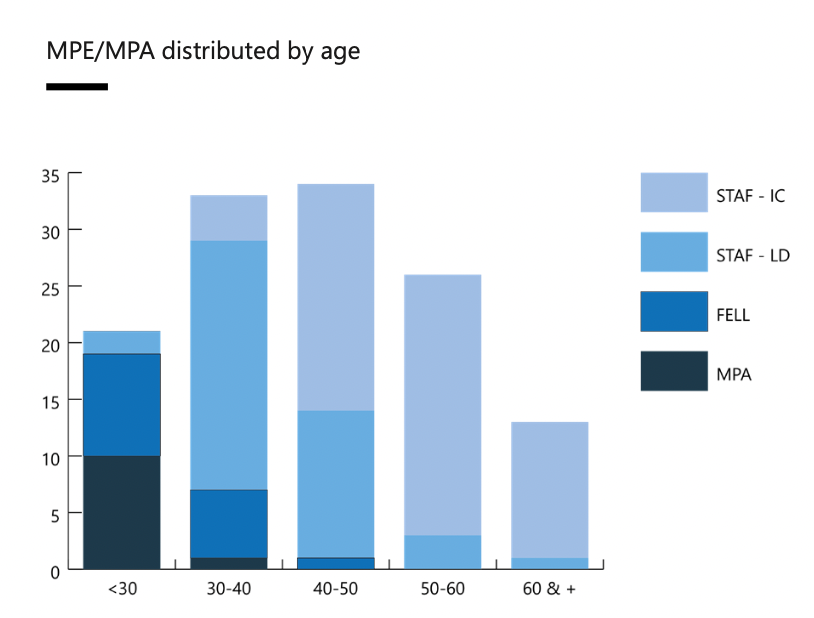 MPE/MPA distributed by age
35
30
25
20
15
10
5
0
<30 30-40 40-50 50-60 60 & +
STAF - IC
STAF - LD
FELL
MPA